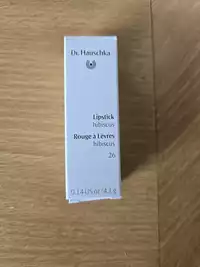 Dr. Hauschka
Lipstick
hibiscus
Rouge à Lèvres
hibiscus
26
0.14 US oz · 4.1 g